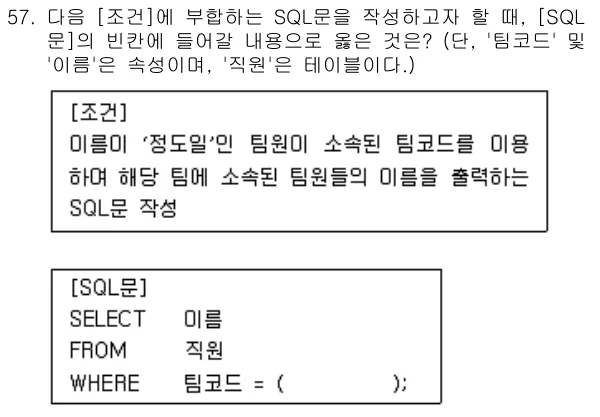 57. 다음 [조건]에 부합하는 SQL문을 작성하고자 할 때, [SQL
문]의 빈칸에 들어갈 내용으로 옳은 것은? (단, '팀코드' 및
'이름'은 속성이며, '직원'은 테이블이다.)
[조건]
이름이 '정도일'인 팀원이 소속된 팀코드를 이용
하여 해당 팀에 소속된 팀원들의 이름을 출력하는
SQL문 작성
[SQL문]
SELECT 이름
FROM 직원
WHERE 팀코드 = ( );